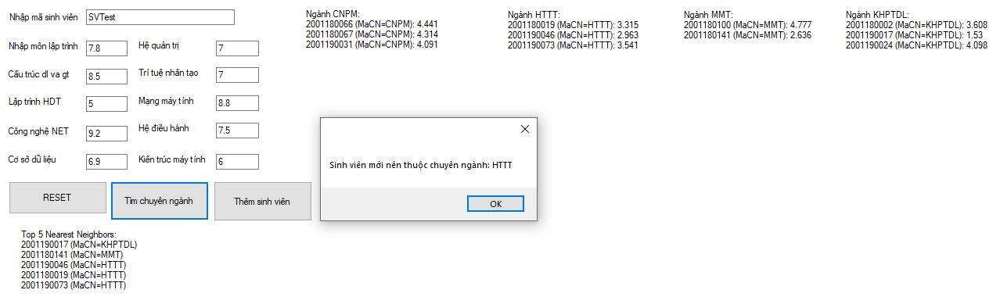 Nhập mã sinh viên SVTest
Nhập môn lập trình 7.8 Hệ quản trị 7
Cấu trúc dl va gt 8.5 Trí tuệ nhân tạo 7
Lập trình HDT 5 Mạng máy tính 8.8
Công nghệ NET 9.2 Hệ điều hành 7.5
Cơ sở dữ liệu 6.9 Kiến trúc máy tính 6
RESET Tìm chuyên ngành Thêm sinh viên
Top 5 Nearest Neighbors:
2001190017 (MaCN=KHPTDL)
2001180141 (MaCN=MMT)
2001190046 (MaCN=HTTT)
2001180019 (MaCN=HTTT)
2001190073 (MaCN=HTTT)
Ngành CNPM:
2001180066 (MaCN=CNPM): 4.441
2001180067 (MaCN=CNPM): 4.314
2001190031 (MaCN=CNPM): 4.091
Ngành HTTT:
2001180019 (MaCN=HTTT): 3.315
2001190046 (MaCN=HTTT): 2.963
2001190073 (MaCN=HTTT): 3.541
Ngành MMT:
2001180100 (MaCN=MMT): 4.777
2001180141 (MaCN=MMT): 2.636
Ngành KHPTDL:
2001180002 (MaCN=KHPTDL): 3.608
2001190017 (MaCN=KHPTDL): 1.53
2001190024 (MaCN=KHPTDL): 4.098
Sinh viên mới nên thuộc chuyên ngành: HTTT
OK